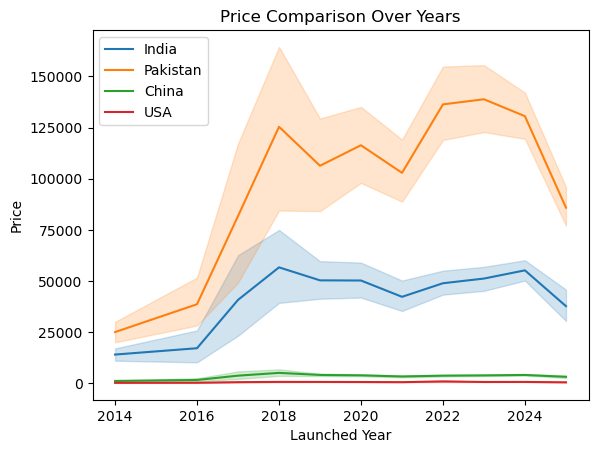 Price Comparison Over Years
India
Pakistan
China
USA
150000
125000
100000
75000
50000
25000
0
Price
2014 2016 2018 2020 2022 2024
Launched Year